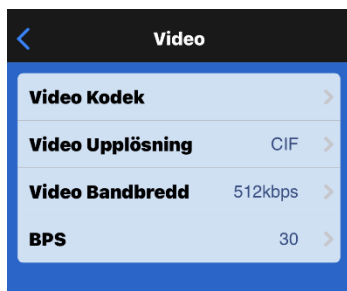 Video
Video Kodek
Video Upplösning CIF
Video Bandbredd 512kbps
BPS 30